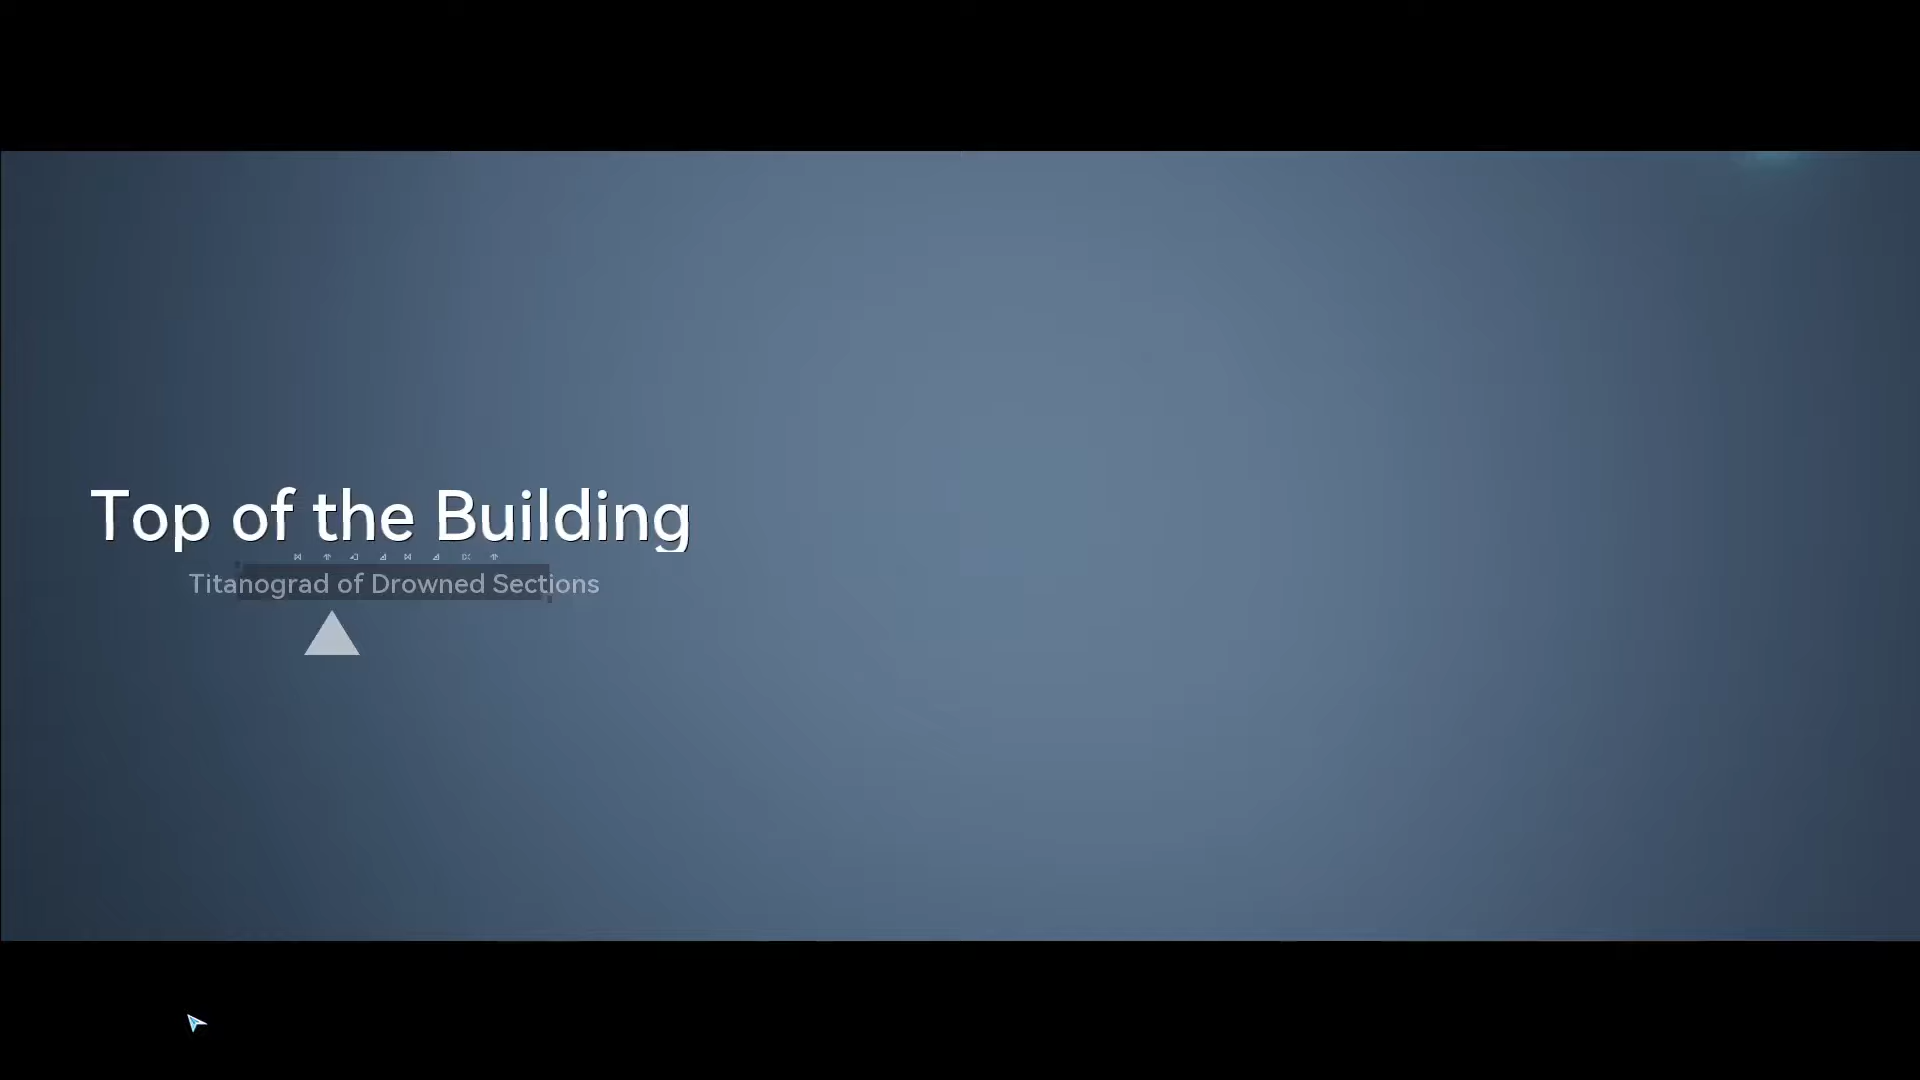 Top of the Building
Titanograd of Drowned Sections